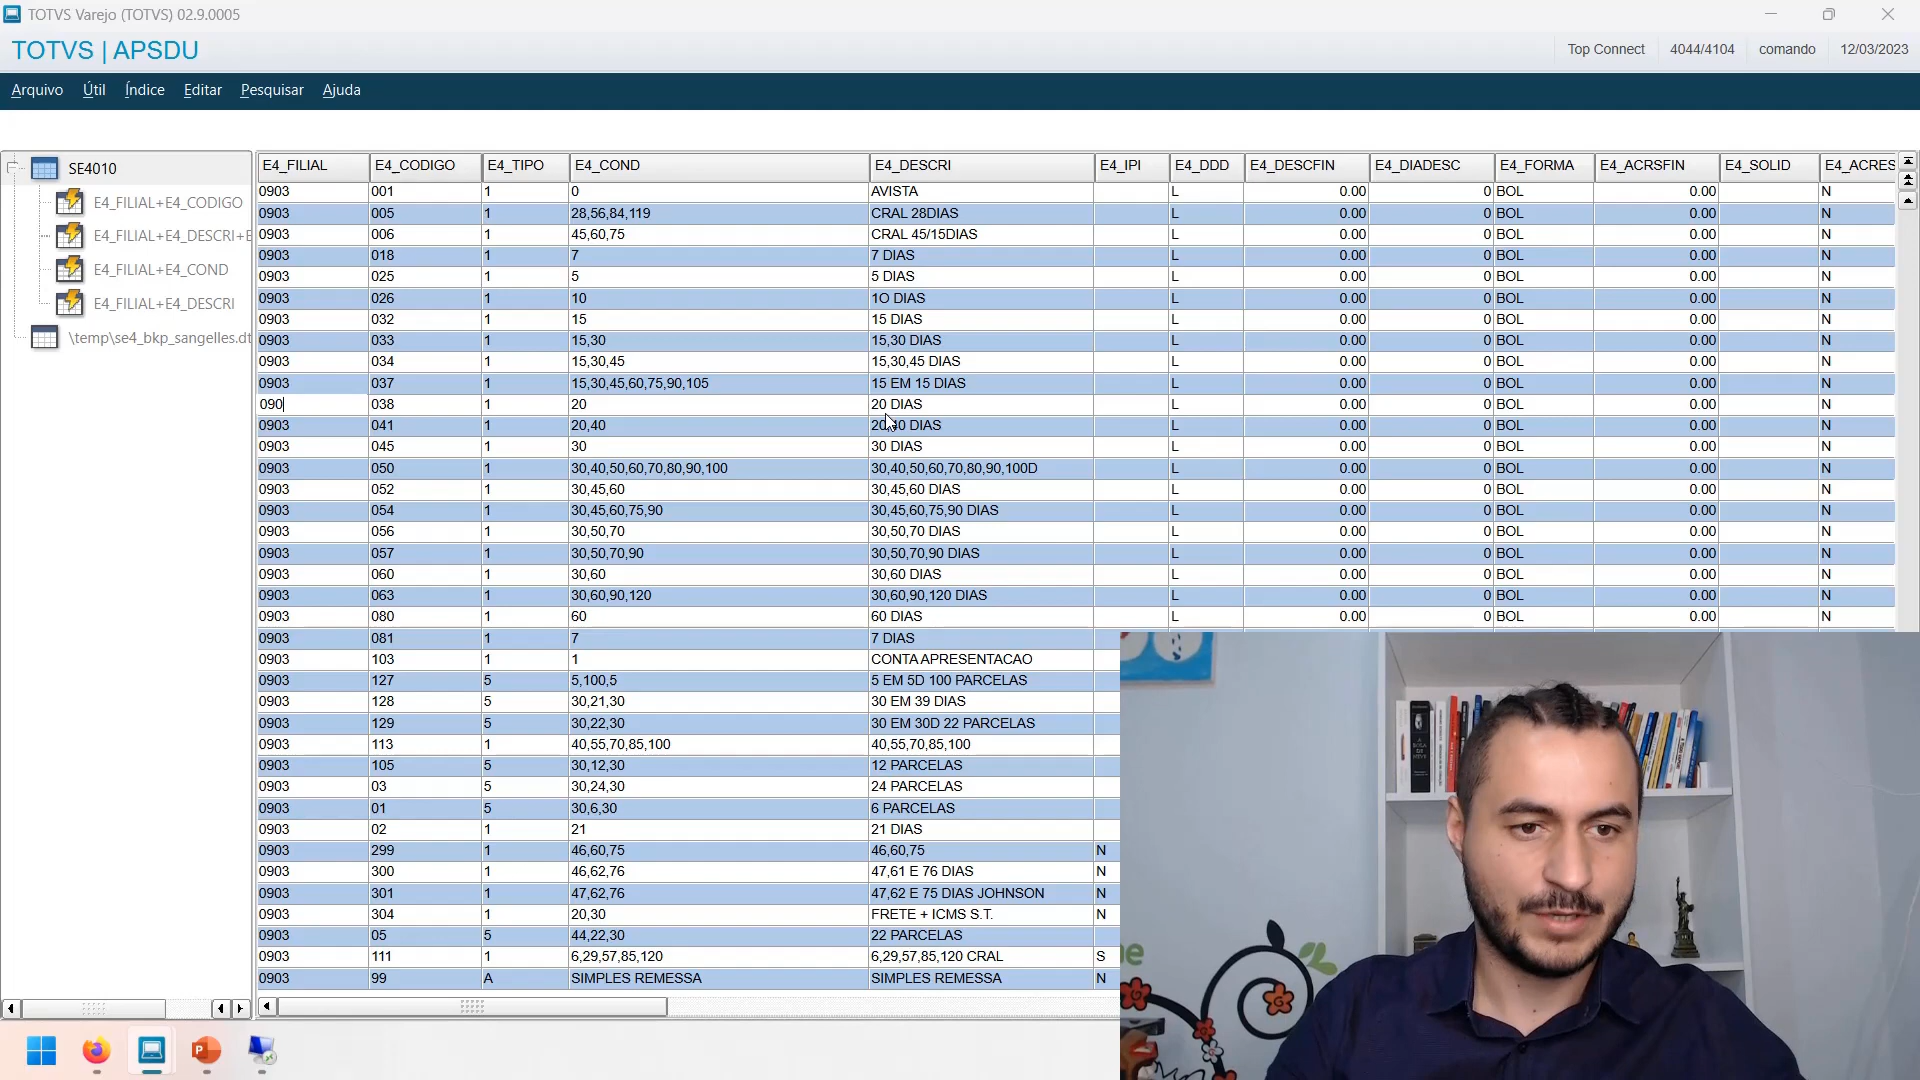 TOTVS Varejo (TOTVS) 02.9.0005
TOTVS | APSDU
Top Connect 4044/4104 comando 12/03/2023
Arquivo Útil Índice Editar Pesquisar Ajuda
SE4010
E4_FILIAL+E4_CODIGO
E4_FILIAL+E4_DESCRI+E
E4_FILIAL+E4_COND
E4_FILIAL+E4_DESCRI
\temp\se4_bkp_sangelles.dt
E4_FILIAL E4_CODIGO E4_TIPO E4_COND E4_DESCRI E4_IPI E4_DDD E4_DESCFIN E4_DIADESC E4_FORMA E4_ACRSFIN E4_SOLID E4_ACRES
0903 001 1 0 AVISTA L 0.00 0 BOL 0.00 N
0903 005 1 28,56,84,119 CRAL 28DIAS L 0.00 0 BOL 0.00 N
0903 006 1 45,60,75 CRAL 45/15DIAS L 0.00 0 BOL 0.00 N
0903 018 1 7 7 DIAS L 0.00 0 BOL 0.00 N
0903 025 1 5 5 DIAS L 0.00 0 BOL 0.00 N
0903 026 1 10 1O DIAS L 0.00 0 BOL 0.00 N
0903 032 1 15 15 DIAS L 0.00 0 BOL 0.00 N
0903 033 1 15,30 15,30 DIAS L 0.00 0 BOL 0.00 N
0903 034 1 15,30,45 15,30,45 DIAS L 0.00 0 BOL 0.00 N
0903 037 1 15,30,45,60,75,90,105 15 EM 15 DIAS L 0.00 0 BOL 0.00 N
090 038 1 20 20 DIAS L 0.00 0 BOL 0.00 N
0903 041 1 20,40 20,40 DIAS L 0.00 0 BOL 0.00 N
0903 045 1 30 30 DIAS L 0.00 0 BOL 0.00 N
0903 050 1 30,40,50,60,70,80,90,100 30,40,50,60,70,80,90,100D L 0.00 0 BOL 0.00 N
0903 052 1 30,45,60 30,45,60 DIAS L 0.00 0 BOL 0.00 N
0903 054 1 30,45,60,75,90 30,45,60,75,90 DIAS L 0.00 0 BOL 0.00 N
0903 056 1 30,50,70 30,50,70 DIAS L 0.00 0 BOL 0.00 N
0903 057 1 30,50,70,90 30,50,70,90 DIAS L 0.00 0 BOL 0.00 N
0903 060 1 30,60 30,60 DIAS L 0.00 0 BOL 0.00 N
0903 063 1 30,60,90,120 30,60,90,120 DIAS L 0.00 0 BOL 0.00 N
0903 080 1 60 60 DIAS L 0.00 0 BOL 0.00 N
0903 081 1 7 7 DIAS
0903 103 1 1 CONTA APRESENTACAO
0903 127 5 5,100,5 5 EM 5D 100 PARCELAS
0903 128 5 30,21,30 30 EM 39 DIAS
0903 129 5 30,22,30 30 EM 30D 22 PARCELAS
0903 113 1 40,55,70,85,100 40,55,70,85,100
0903 105 5 30,12,30 12 PARCELAS
0903 03 5 30,24,30 24 PARCELAS
0903 01 5 30,6,30 6 PARCELAS
0903 02 1 21 21 DIAS
0903 299 1 46,60,75 46,60,75 N
0903 300 1 46,62,76 47,61 E 76 DIAS N
0903 301 1 47,62,76 47,62 E 75 DIAS JOHNSON N
0903 304 1 20,30 FRETE + ICMS S.T. N
0903 05 5 44,22,30 22 PARCELAS
0903 111 1 6,29,57,85,120 6,29,57,85,120 CRAL S
0903 99 A SIMPLES REMESSA SIMPLES REMESSA N